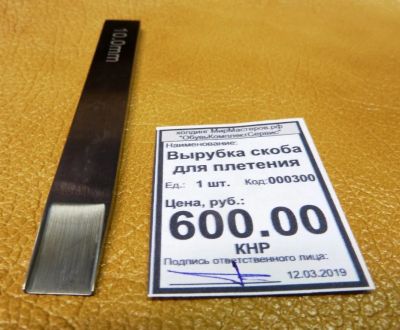 10.0mm
холдинг МирМастеров.рф
"ОбувьКомплектСервис"
Наименование:
Вырубка скоба
для плетения
Ед.: 1 шт. Код:000300
Цена, руб.:
600.00
КНР
Подпись ответственного лица:
12.03.2019